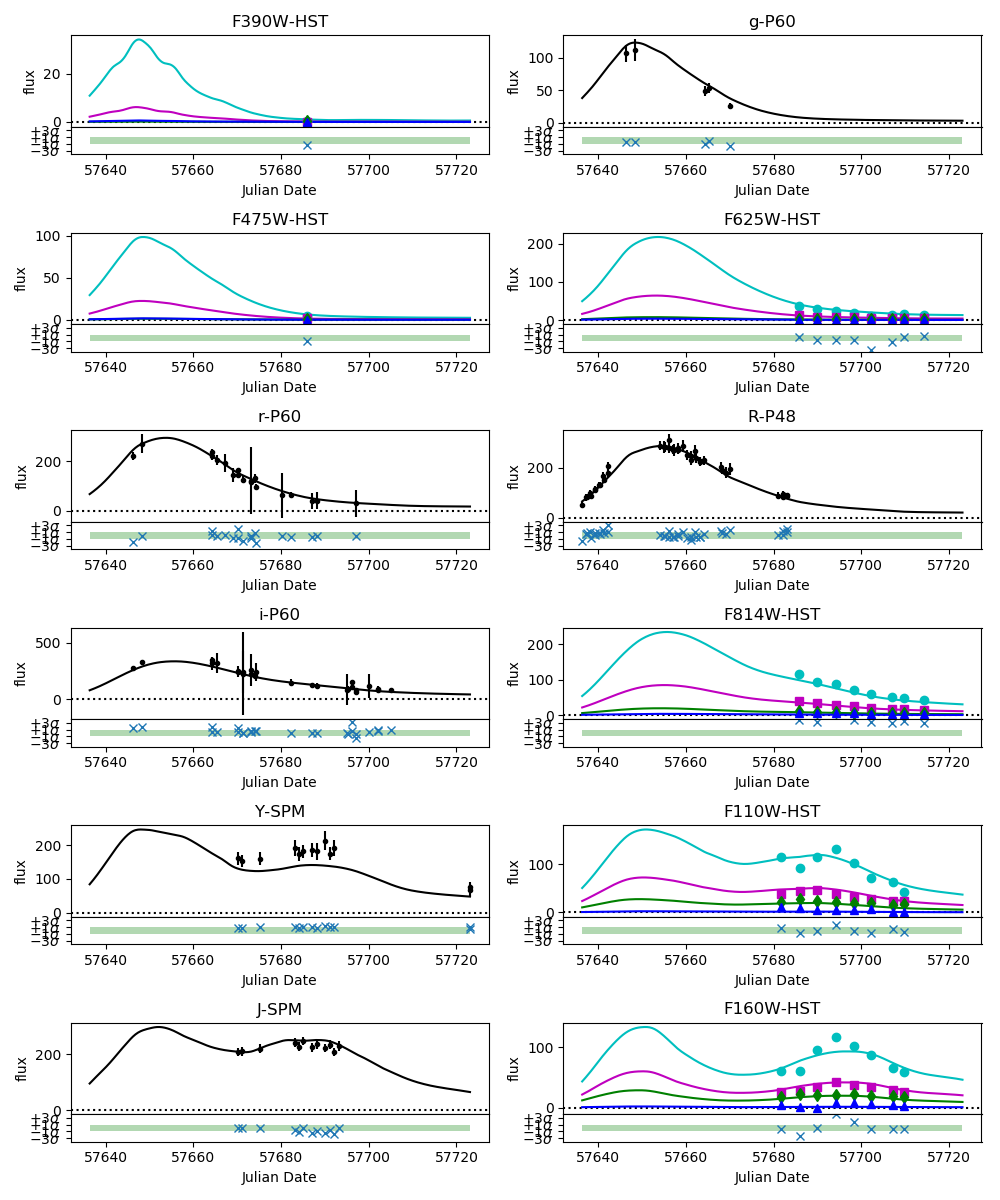 F390W-HST
flux
20
0
+3σ
+1σ
−1σ
−3σ
57640 57660 57680 57700 57720
Julian Date
g-P60
flux
100
50
0
+3σ
+1σ
−1σ
−3σ
57640 57660 57680 57700 57720
Julian Date
F475W-HST
flux
100
50
0
+3σ
+1σ
−1σ
−3σ
57640 57660 57680 57700 57720
Julian Date
F625W-HST
flux
200
100
0
+3σ
+1σ
−1σ
−3σ
57640 57660 57680 57700 57720
Julian Date
r-P60
flux
200
0
+3σ
+1σ
−1σ
−3σ
57640 57660 57680 57700 57720
Julian Date
R-P48
flux
200
0
+3σ
+1σ
−1σ
−3σ
57640 57660 57680 57700 57720
Julian Date
i-P60
flux
500
0
+3σ
+1σ
−1σ
−3σ
57640 57660 57680 57700 57720
Julian Date
F814W-HST
flux
200
100
0
+3σ
+1σ
−1σ
−3σ
57640 57660 57680 57700 57720
Julian Date
Y-SPM
flux
200
100
0
+3σ
+1σ
−1σ
−3σ
57640 57660 57680 57700 57720
Julian Date
F110W-HST
flux
100
0
+3σ
+1σ
−1σ
−3σ
57640 57660 57680 57700 57720
Julian Date
J-SPM
flux
200
0
+3σ
+1σ
−1σ
−3σ
57640 57660 57680 57700 57720
Julian Date
F160W-HST
flux
100
0
+3σ
+1σ
−1σ
−3σ
57640 57660 57680 57700 57720
Julian Date